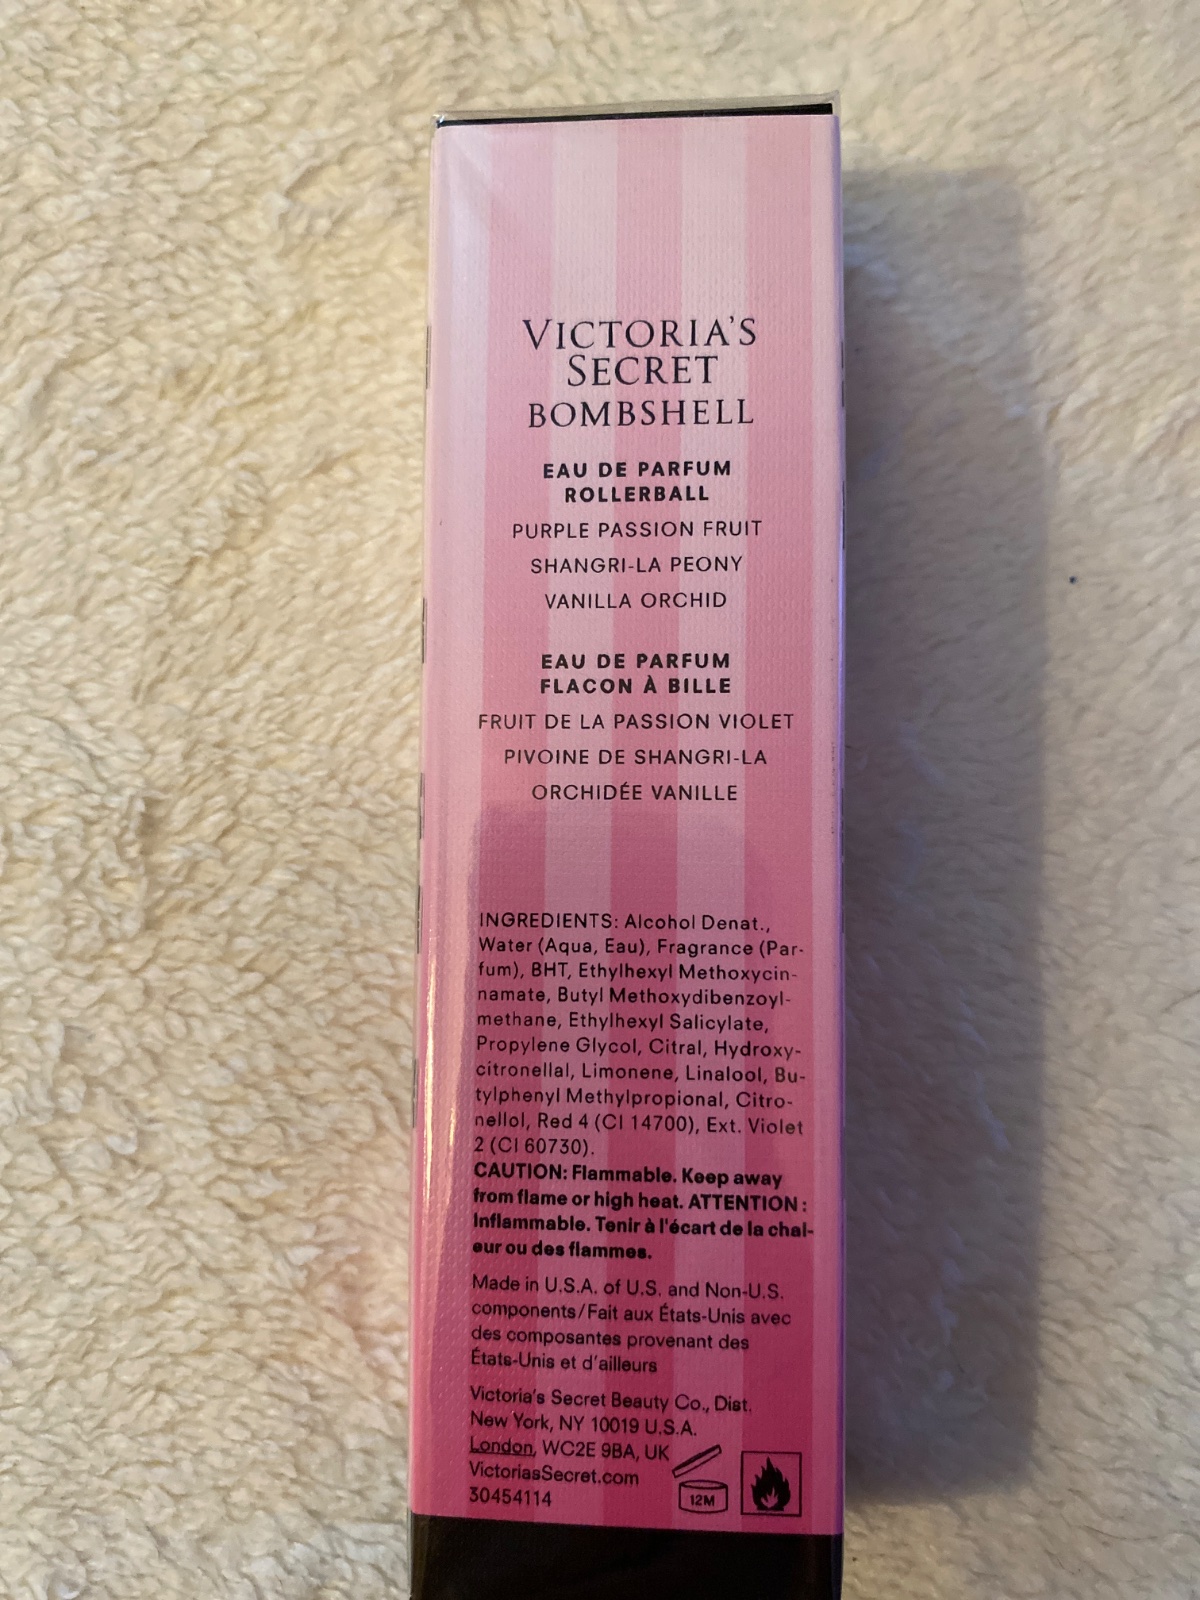 VICTORIA'S
SECRET
BOMBSHELL
EAU DE PARFUM
ROLLERBALL
PURPLE PASSION FRUIT
SHANGRI-LA PEONY
VANILLA ORCHID
EAU DE PARFUM
FLACON À BILLE
FRUIT DE LA PASSION VIOLET
PIVOINE DE SHANGRI-LA
ORCHIDÉE VANILLE
INGREDIENTS: Alcohol Denat.,
Water (Aqua, Eau), Fragrance (Par-
fum), BHT, Ethylhexyl Methoxycin-
namate, Butyl Methoxydibenzoyl-
methane, Ethylhexyl Salicylate,
Propylene Glycol, Citral, Hydroxy-
citronellal, Limonene, Linalool, Bu-
tylphenyl Methylpropional, Citro-
nellol, Red 4 (CI 14700), Ext. Violet
2 (CI 60730).
CAUTION: Flammable. Keep away
from flame or high heat. ATTENTION :
Inflammable. Tenir à l'écart de la chal-
eur ou des flammes.
Made in U.S.A. of U.S. and Non-U.S.
components/Fait aux États-Unis avec
des composantes provenant des
États-Unis et d'ailleurs
Victoria's Secret Beauty Co., Dist.
New York, NY 10019 U.S.A.
London, WC2E 9BA, UK
VictoriasSecret.com
30454114
12M